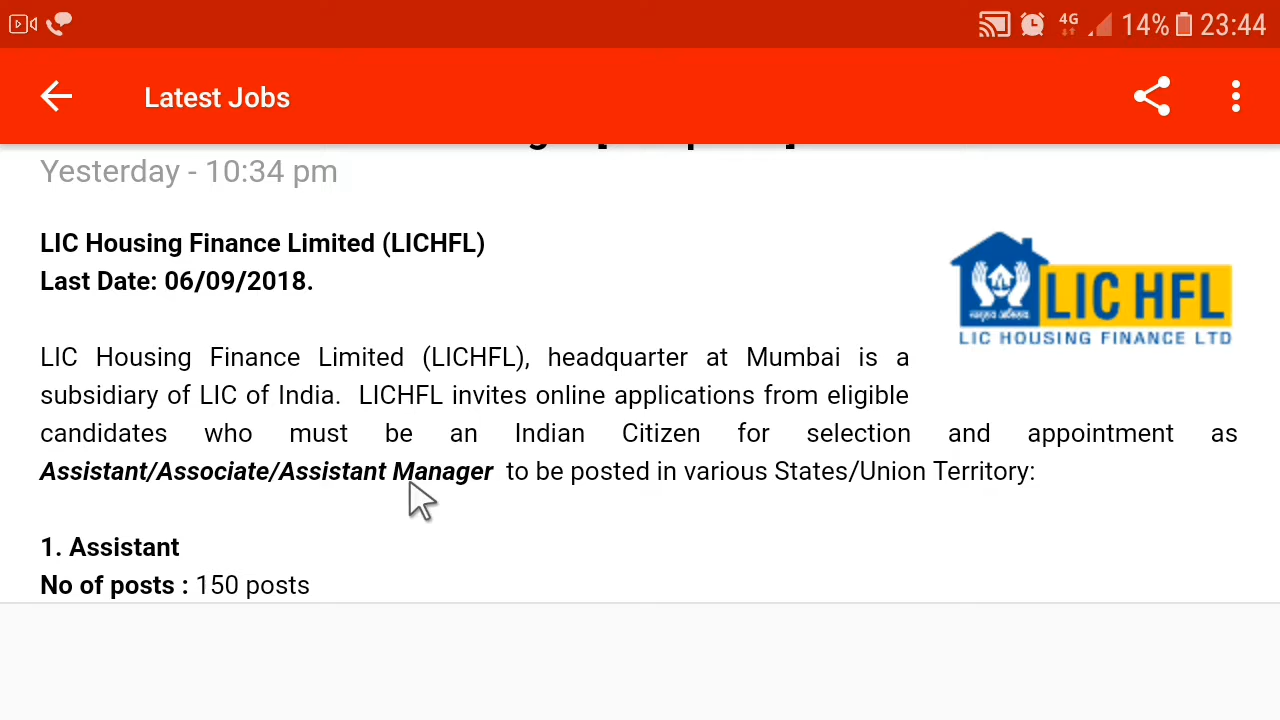 4G 14% 23:44
Latest Jobs
Yesterday - 10:34 pm
LIC Housing Finance Limited (LICHFL)
Last Date: 06/09/2018.
LIC HFL
LIC HOUSING FINANCE LTD
LIC Housing Finance Limited (LICHFL), headquarter at Mumbai is a
subsidiary of LIC of India. LICHFL invites online applications from eligible
candidates who must be an Indian Citizen for selection and appointment as
Assistant/Associate/Assistant Manager to be posted in various States/Union Territory:
1. Assistant
No of posts : 150 posts